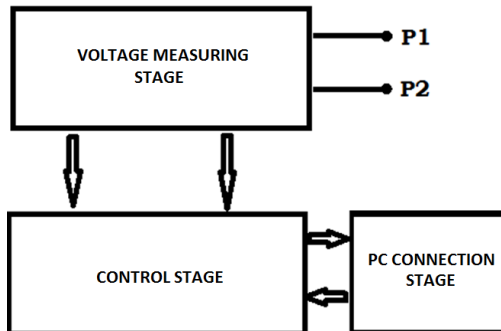 VOLTAGE MEASURING
STAGE
P1
P2
CONTROL STAGE
PC CONNECTION
STAGE